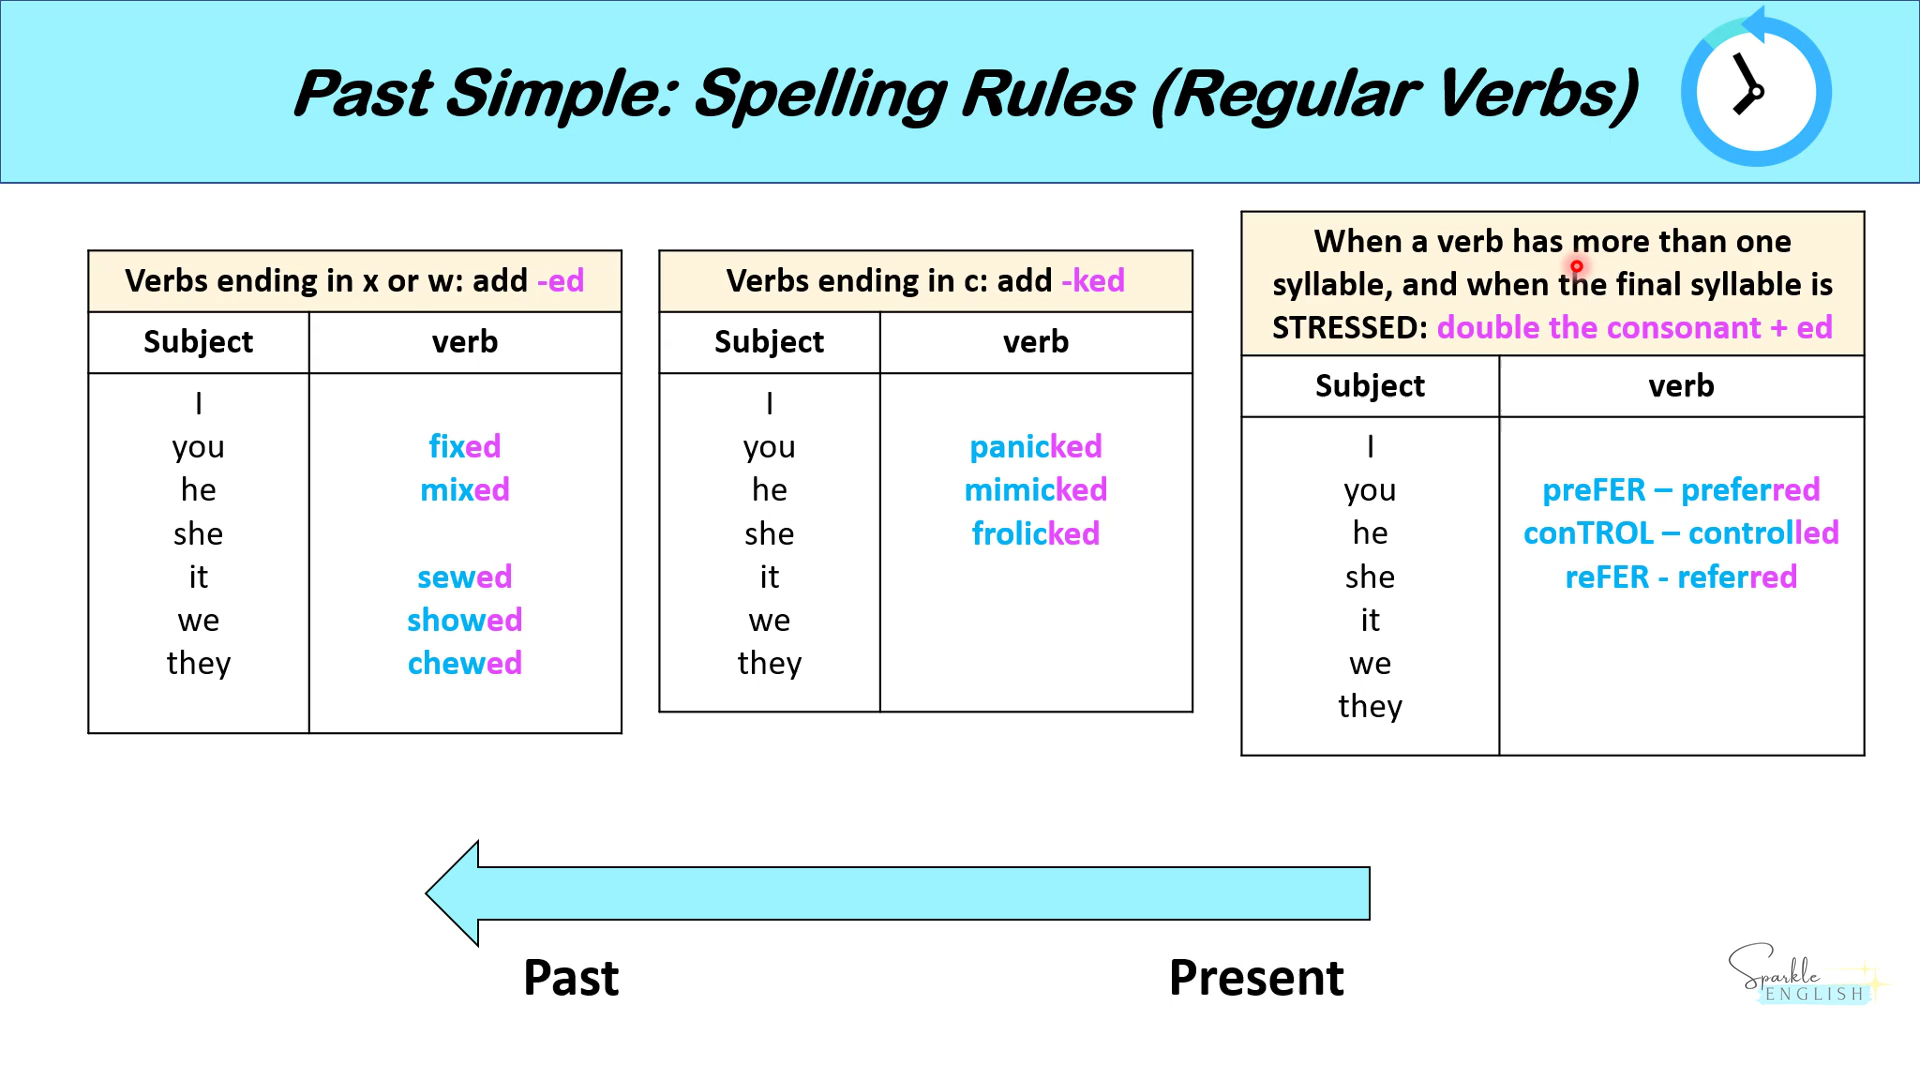 Past Simple: Spelling Rules (Regular Verbs)
Verbs ending in x or w: add -ed
Subject verb
I
you fixed
he mixed
she
it sewed
we showed
they chewed
Verbs ending in c: add -ked
Subject verb
I
you panicked
he mimicked
she frolicked
it
we
they
When a verb has more than one
syllable, and when the final syllable is
STRESSED: double the consonant + ed
Subject verb
I
you preFER – preferred
he conTROL – controlled
she reFER - referred
it
we
they
Past Present
Sparkle
ENGLISH